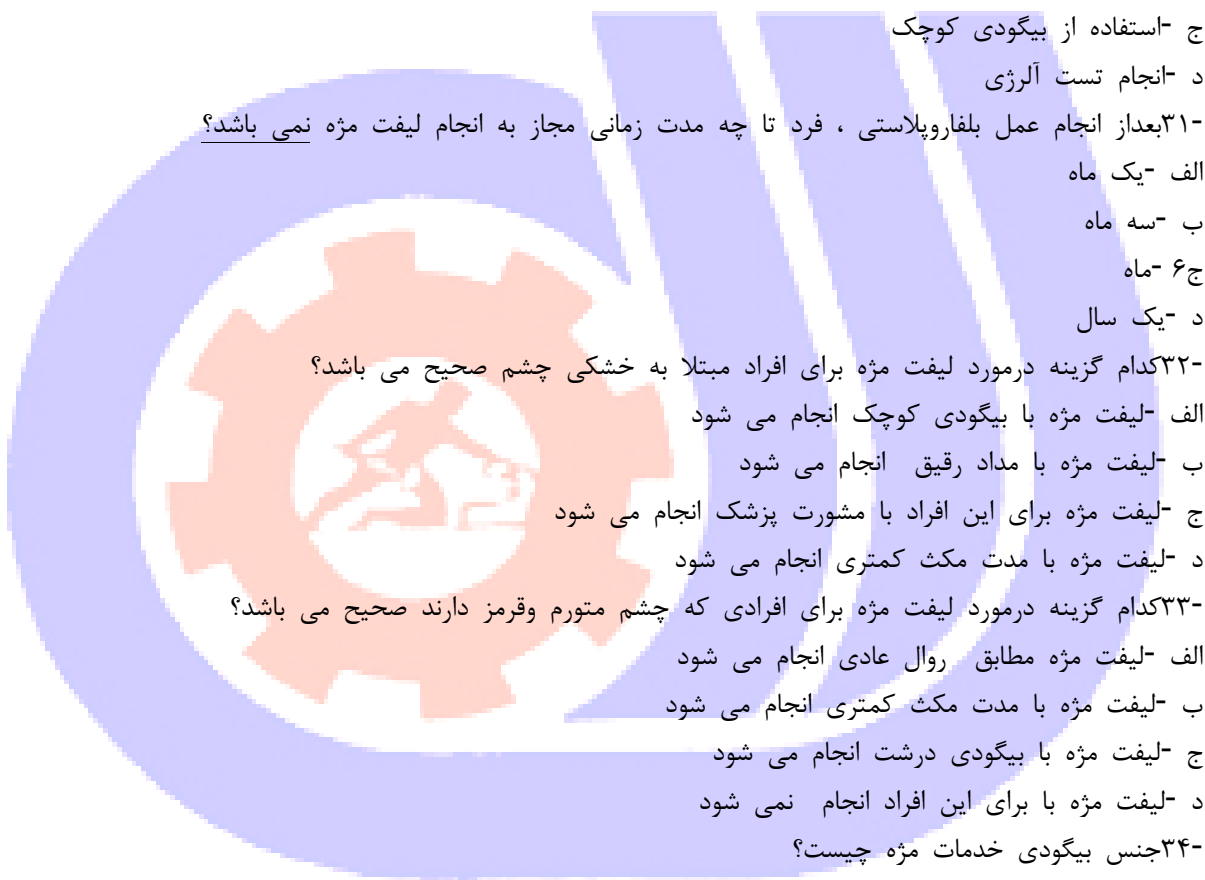 ج -استفاده از بیگودی کوچک
د -انجام تست آلرژی
-۳۱بعداز انجام عمل بلفاروپلاستی ، فرد تا چه مدت زمانی مجاز به انجام لیفت مژه نمی باشد؟
الف -یک ماه
ب -سه ماه
ج۶ -ماه
د -یک سال
-۳۲کدام گزینه درمورد لیفت مژه برای افراد مبتلا به خشکی چشم صحیح می باشد؟
الف -لیفت مژه با بیگودی کوچک انجام می شود
ب -لیفت مژه با مداد رقیق انجام می شود
ج -لیفت مژه برای این افراد با مشورت پزشک انجام می شود
د -لیفت مژه با مدت مکث کمتری انجام می شود
-۳۳کدام گزینه درمورد لیفت مژه برای افرادی که چشم متورم وقرمز دارند صحیح می باشد؟
الف -لیفت مژه مطابق روال عادی انجام می شود
ب -لیفت مژه با مدت مکث کمتری انجام می شود
ج -لیفت مژه با بیگودی درشت انجام می شود
د -لیفت مژه با برای این افراد انجام نمی شود
-۳۴جنس بیگودی خدمات مژه چیست؟